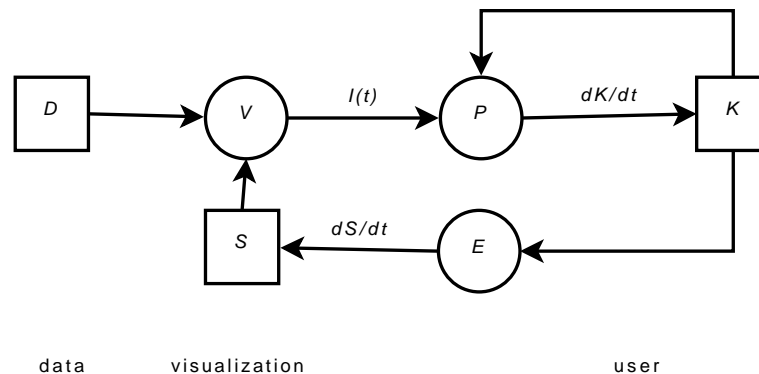 D
V
I(t)
P
dK/dt
K
S
dS/dt
E
data visualization user